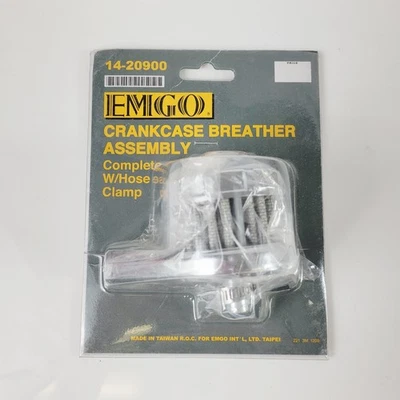 14-20900
EMGO
CRANKCASE BREATHER
ASSEMBLY
Complete
W/Hose
Clamp
MADE IN TAIWAN R.O.C. FOR EMGO INT'L, LTD. TAIPEI